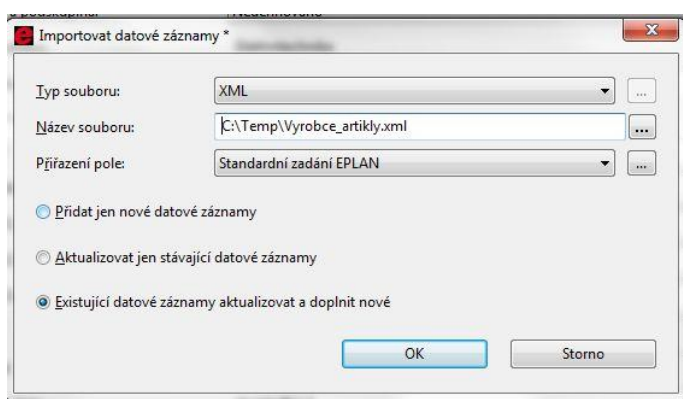 Importovat datové záznamy *
Typ souboru: XML ...
Název souboru: C:\Temp\Vyrobce_artikly.xml ...
Přiřazení pole: Standardní zadání EPLAN ...
Přidat jen nové datové záznamy
Aktualizovat jen stávající datové záznamy
Existující datové záznamy aktualizovat a doplnit nové
OK Storno